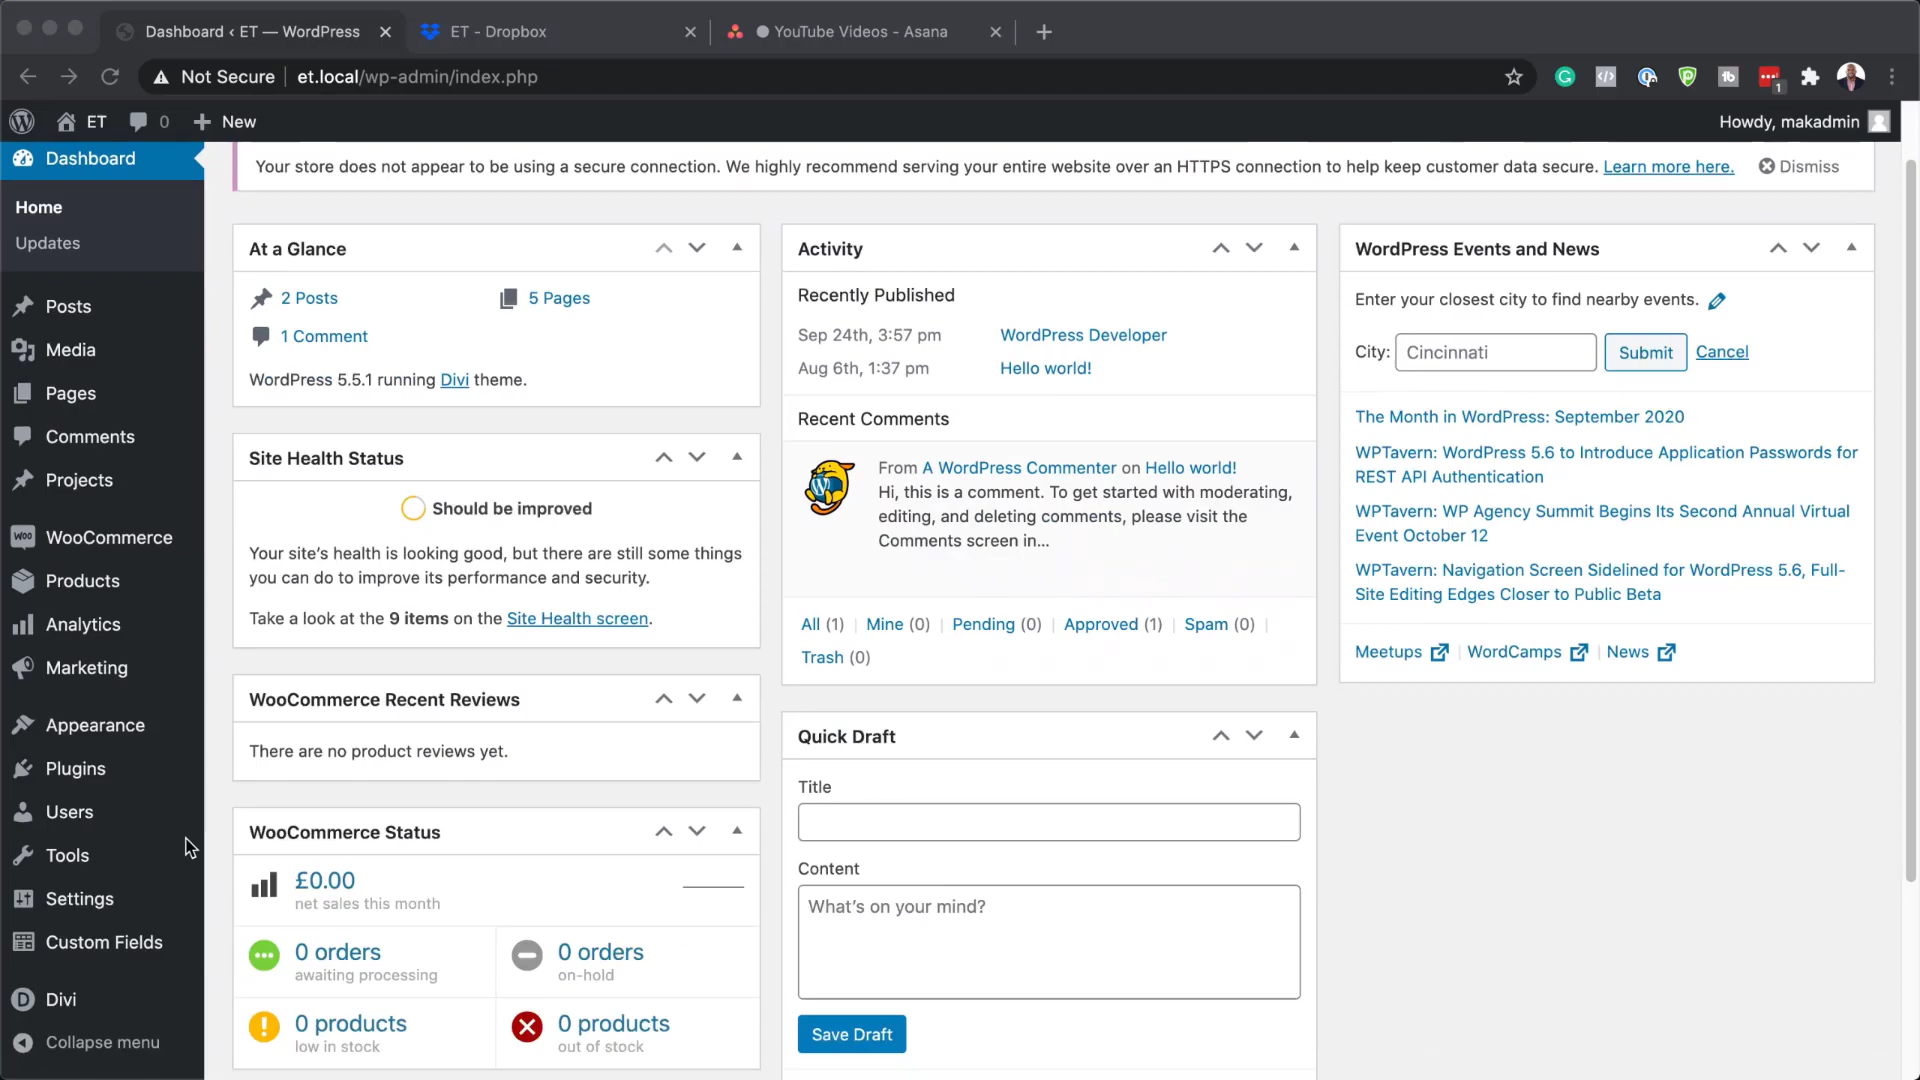 Dashboard ‹ ET — WordPress
ET - Dropbox
YouTube Videos - Asana
Not Secure
et.local/wp-admin/index.php
1
ET
0
New
Howdy, makadmin
Dashboard
Home
Updates
Posts
Media
Pages
Comments
Projects
WooCommerce
Products
Analytics
Marketing
Appearance
Plugins
Users
Tools
Settings
Custom Fields
Divi
Collapse menu
Your store does not appear to be using a secure connection. We highly recommend serving your entire website over an HTTPS connection to help keep customer data secure. Learn more here.
Dismiss
At a Glance
2 Posts
5 Pages
1 Comment
WordPress 5.5.1 running Divi theme.
Site Health Status
Should be improved
Your site’s health is looking good, but there are still some things
you can do to improve its performance and security.
Take a look at the 9 items on the Site Health screen.
WooCommerce Recent Reviews
There are no product reviews yet.
WooCommerce Status
£0.00
net sales this month
0 orders
awaiting processing
0 orders
on-hold
0 products
low in stock
0 products
out of stock
Activity
Recently Published
Sep 24th, 3:57 pm
WordPress Developer
Aug 6th, 1:37 pm
Hello world!
Recent Comments
From A WordPress Commenter on Hello world!
Hi, this is a comment. To get started with moderating,
editing, and deleting comments, please visit the
Comments screen in…
All (1) | Mine (0) | Pending (0) | Approved (1) | Spam (0) |
Trash (0)
Quick Draft
Title
Content
What’s on your mind?
Save Draft
WordPress Events and News
Enter your closest city to find nearby events.
City:
Cincinnati
Submit
Cancel
The Month in WordPress: September 2020
WPTavern: WordPress 5.6 to Introduce Application Passwords for
REST API Authentication
WPTavern: WP Agency Summit Begins Its Second Annual Virtual
Event October 12
WPTavern: Navigation Screen Sidelined for WordPress 5.6, Full-
Site Editing Edges Closer to Public Beta
Meetups | WordCamps | News